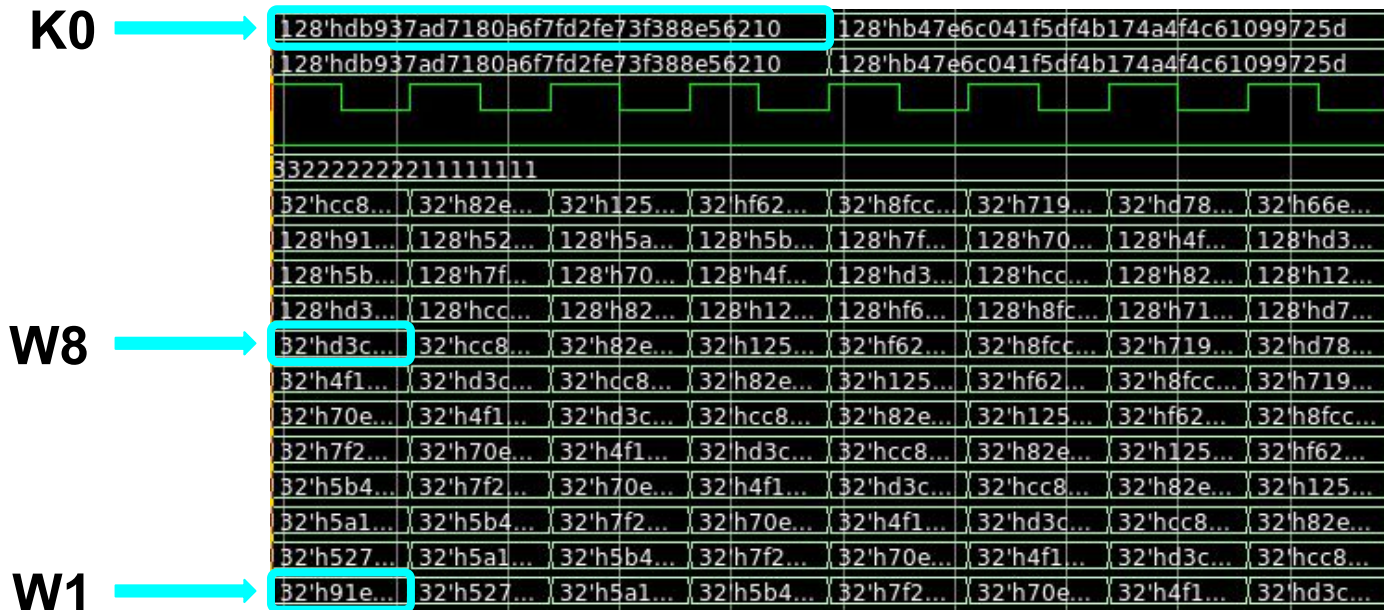 K0 128'hdb937ad7180a6f7fd2fe73f388e56210 128'hb47e6c041f5df4b174a4f4c61099725d
128'hdb937ad7180a6f7fd2fe73f388e56210 128'hb47e6c041f5df4b174a4f4c61099725d
332222222211111111
32'hcc8... 32'h82e... 32'h125... 32'hf62... 32'h8fcc... 32'h719... 32'hd78... 32'h66e...
128'h91... 128'h52... 128'h5a... 128'h5b... 128'h7f... 128'h70... 128'h4f... 128'hd3...
128'h5b... 128'h7f... 128'h70... 128'h4f... 128'hd3... 128'hcc... 128'h82... 128'h12...
128'hd3... 128'hcc... 128'h82... 128'h12... 128'hf6... 128'h8fc... 128'h71... 128'hd7...
W8 32'hd3c... 32'hcc8... 32'h82e... 32'h125... 32'hf62... 32'h8fcc... 32'h719... 32'hd78...
32'h4f1... 32'hd3c... 32'hcc8... 32'h82e... 32'h125... 32'hf62... 32'h8fcc... 32'h719...
32'h70e... 32'h4f1... 32'hd3c... 32'hcc8... 32'h82e... 32'h125... 32'hf62... 32'h8fcc...
32'h7f2... 32'h70e... 32'h4f1... 32'hd3c... 32'hcc8... 32'h82e... 32'h125... 32'hf62...
32'h5b4... 32'h7f2... 32'h70e... 32'h4f1... 32'hd3c... 32'hcc8... 32'h82e... 32'h125...
32'h5a1... 32'h5b4... 32'h7f2... 32'h70e... 32'h4f1... 32'hd3c... 32'hcc8... 32'h82e...
32'h527... 32'h5a1... 32'h5b4... 32'h7f2... 32'h70e... 32'h4f1... 32'hd3c... 32'hcc8...
W1 32'h91e... 32'h527... 32'h5a1... 32'h5b4... 32'h7f2... 32'h70e... 32'h4f1... 32'hd3c...